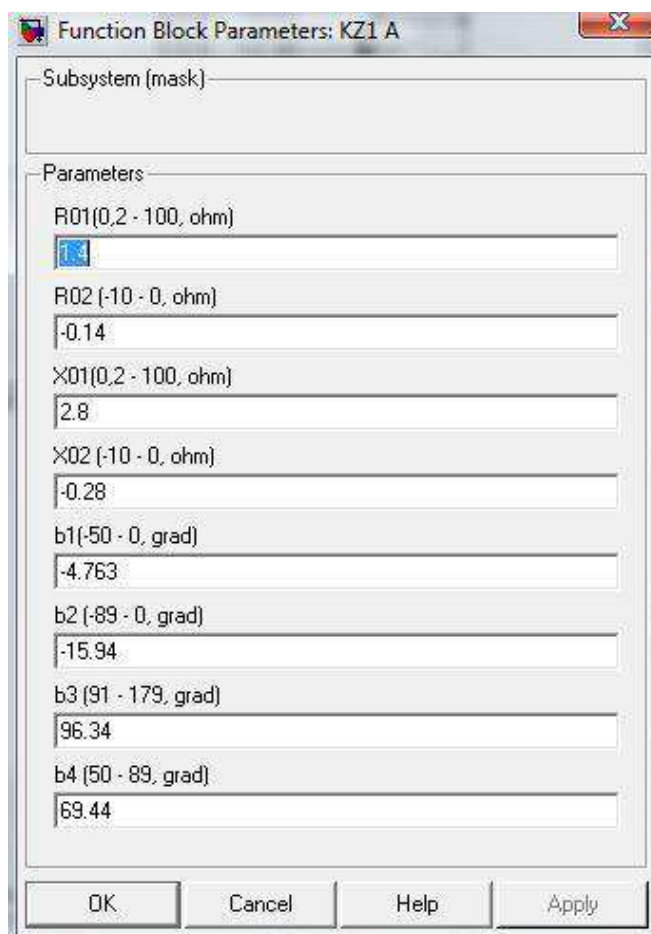 Function Block Parameters: KZ1 A
Subsystem (mask)
Parameters
R01(0,2 - 100, ohm)
1.4
R02 (-10 - 0, ohm)
-0.14
X01(0,2 - 100, ohm)
2.8
X02 (-10 - 0, ohm)
-0.28
b1(-50 - 0, grad)
-4.763
b2 (-89 - 0, grad)
-15.94
b3 (91 - 179, grad)
96.34
b4 (50 - 89, grad)
69.44
OK Cancel Help Apply